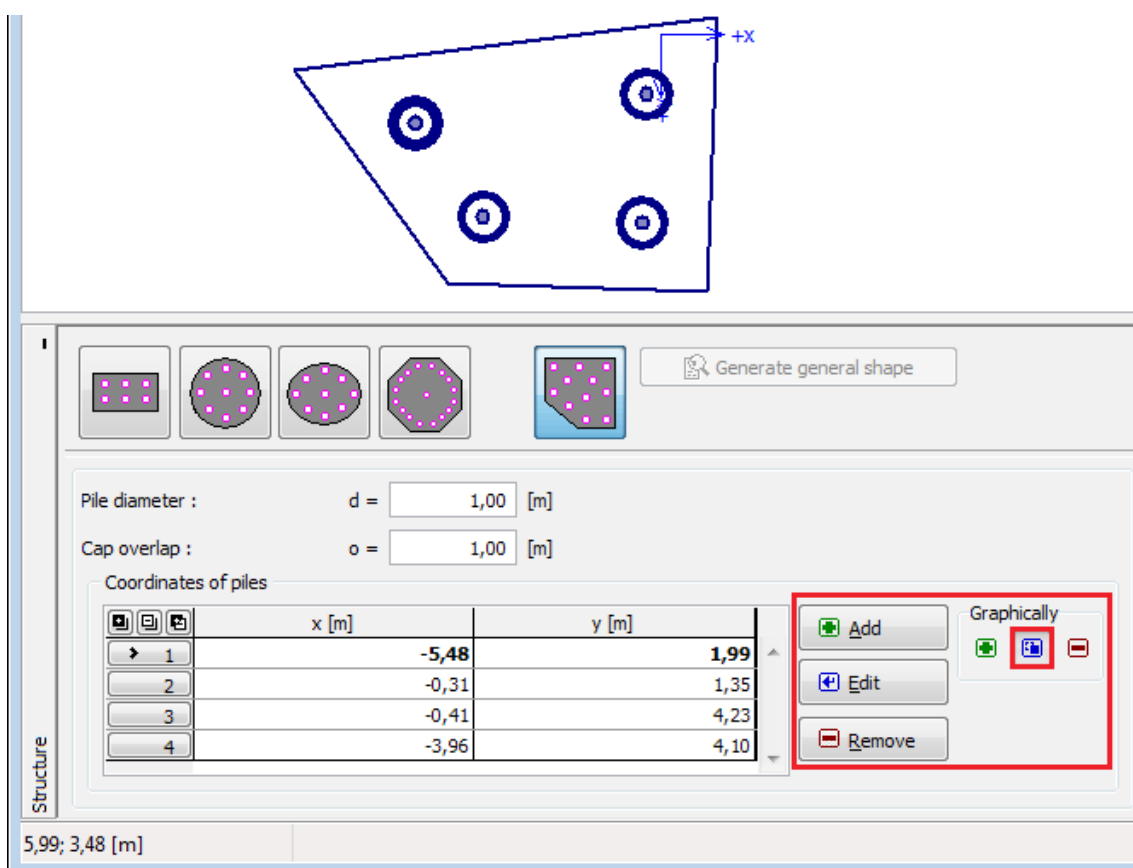 +x
+
Generate general shape
Pile diameter : d = 1,00 [m]
Cap overlap : o = 1,00 [m]
Coordinates of piles
x [m] y [m]
1 -5,48 1,99
2 -0,31 1,35
3 -0,41 4,23
4 -3,96 4,10
Add
Edit
Remove
Graphically
Structure
5,99; 3,48 [m]